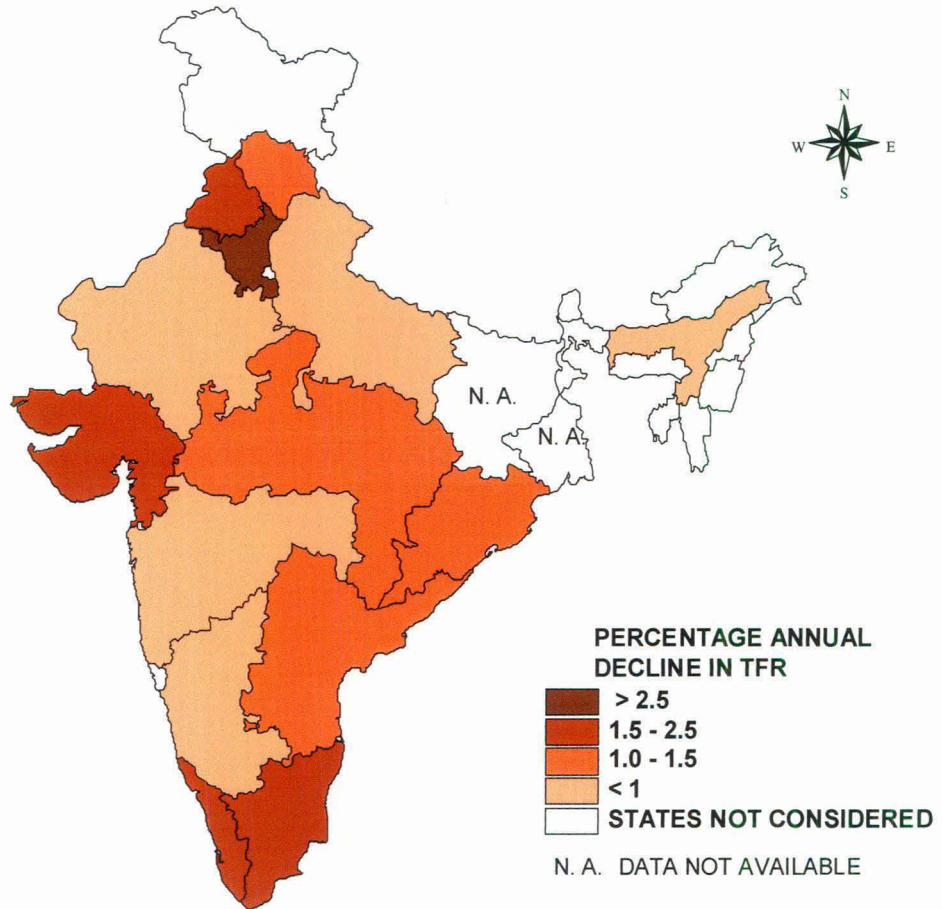 N
W E
S
N. A.
N. A.
PERCENTAGE ANNUAL
DECLINE IN TFR
> 2.5
1.5 - 2.5
1.0 - 1.5
< 1
STATES NOT CONSIDERED
N. A. DATA NOT AVAILABLE